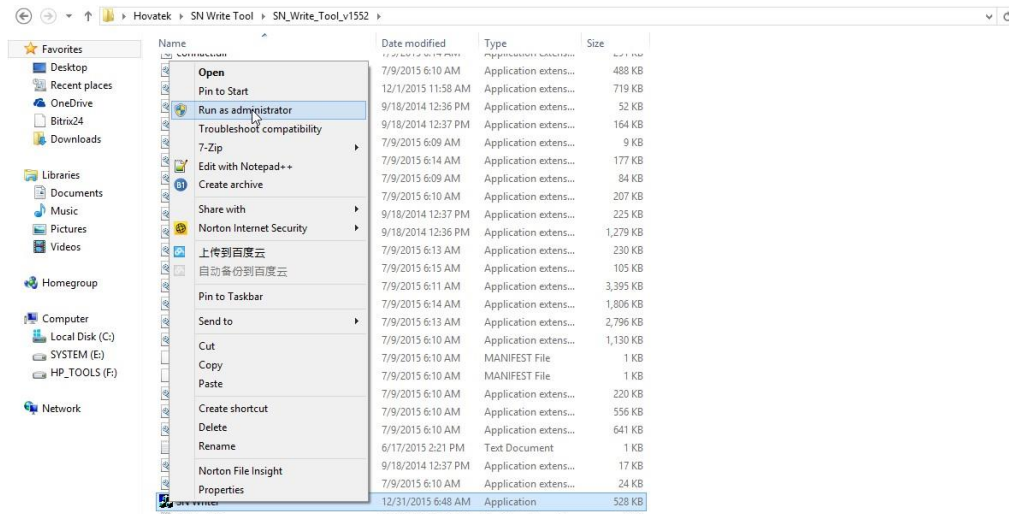 Hovatek SN Write Tool SN_Write_Tool_v1552
Favorites
Desktop
Recent places
OneDrive
Bitrix24
Downloads
Libraries
Documents
Music
Pictures
Videos
Homegroup
Computer
Local Disk (C:)
SYSTEM (E:)
HP_TOOLS (F:)
Network
Name Date modified Type Size
Open
Pin to Start
Run as administrator
Troubleshoot compatibility
7-Zip
Edit with Notepad++
Create archive
Share with
Norton Internet Security
上传到百度云
自动备份到百度云
Pin to Taskbar
Send to
Cut
Copy
Paste
Create shortcut
Delete
Rename
Norton File Insight
Properties
7/9/2015 6:10 AM Application extens... 488 KB
12/1/2015 11:58 AM Application extens... 719 KB
9/18/2014 12:36 PM Application extens... 52 KB
9/18/2014 12:37 PM Application extens... 164 KB
7/9/2015 6:09 AM Application extens... 9 KB
7/9/2015 6:14 AM Application extens... 177 KB
7/9/2015 6:09 AM Application extens... 84 KB
7/9/2015 6:10 AM Application extens... 207 KB
9/18/2014 12:37 PM Application extens... 225 KB
9/18/2014 12:36 PM Application extens... 1,279 KB
7/9/2015 6:13 AM Application extens... 230 KB
7/9/2015 6:15 AM Application extens... 105 KB
7/9/2015 6:11 AM Application extens... 3,395 KB
7/9/2015 6:14 AM Application extens... 1,806 KB
7/9/2015 6:13 AM Application extens... 2,796 KB
7/9/2015 6:10 AM Application extens... 1,130 KB
7/9/2015 6:10 AM MANIFEST File 1 KB
7/9/2015 6:10 AM MANIFEST File 1 KB
7/9/2015 6:10 AM Application extens... 220 KB
7/9/2015 6:10 AM Application extens... 556 KB
7/9/2015 6:10 AM Application extens... 641 KB
6/17/2015 2:21 PM Text Document 1 KB
9/18/2014 12:37 PM Application extens... 17 KB
7/9/2015 6:10 AM Application extens... 24 KB
SN Writer 12/31/2015 6:48 AM Application 528 KB